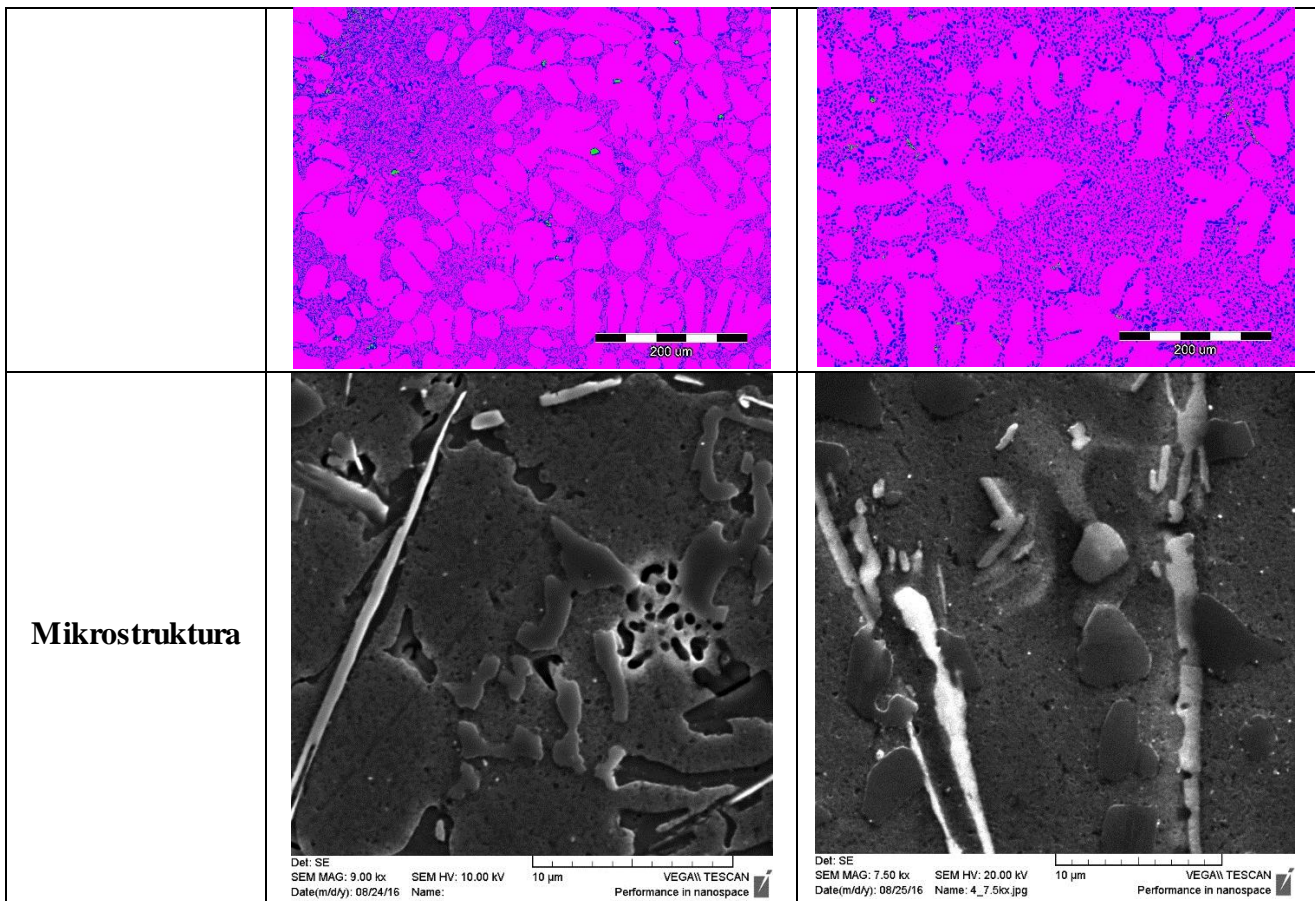 200 um
200 um
Mikrostruktura
Det: SE
SEM MAG: 9.00 kx SEM HV: 10.00 kV 10 µm VEGA\\ TESCAN
Date(m/d/y): 08/24/16 Name: Performance in nanospace
Det: SE
SEM MAG: 7.50 kx SEM HV: 20.00 kV 10 µm VEGA\\ TESCAN
Date(m/d/y): 08/25/16 Name: 4_7.5kx.jpg Performance in nanospace